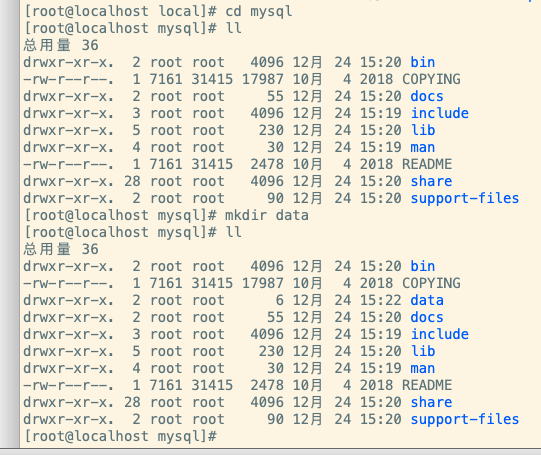 [root@localhost local]# cd mysql
[root@localhost mysql]# ll
总用量 36
drwxr-xr-x.  2 root root   4096 12月  24 15:20 bin
-rw-r--r--.  1 7161 31415 17987 10月   4 2018 COPYING
drwxr-xr-x.  2 root root     55 12月  24 15:20 docs
drwxr-xr-x.  3 root root   4096 12月  24 15:19 include
drwxr-xr-x.  5 root root    230 12月  24 15:20 lib
drwxr-xr-x.  4 root root     30 12月  24 15:19 man
-rw-r--r--.  1 7161 31415  2478 10月   4 2018 README
drwxr-xr-x. 28 root root   4096 12月  24 15:20 share
drwxr-xr-x.  2 root root     90 12月  24 15:20 support-files
[root@localhost mysql]# mkdir data
[root@localhost mysql]# ll
总用量 36
drwxr-xr-x.  2 root root   4096 12月  24 15:20 bin
-rw-r--r--.  1 7161 31415 17987 10月   4 2018 COPYING
drwxr-xr-x.  2 root root      6 12月  24 15:22 data
drwxr-xr-x.  2 root root     55 12月  24 15:20 docs
drwxr-xr-x.  3 root root   4096 12月  24 15:19 include
drwxr-xr-x.  5 root root    230 12月  24 15:20 lib
drwxr-xr-x.  4 root root     30 12月  24 15:19 man
-rw-r--r--.  1 7161 31415  2478 10月   4 2018 README
drwxr-xr-x. 28 root root   4096 12月  24 15:20 share
drwxr-xr-x.  2 root root     90 12月  24 15:20 support-files
[root@localhost mysql]#